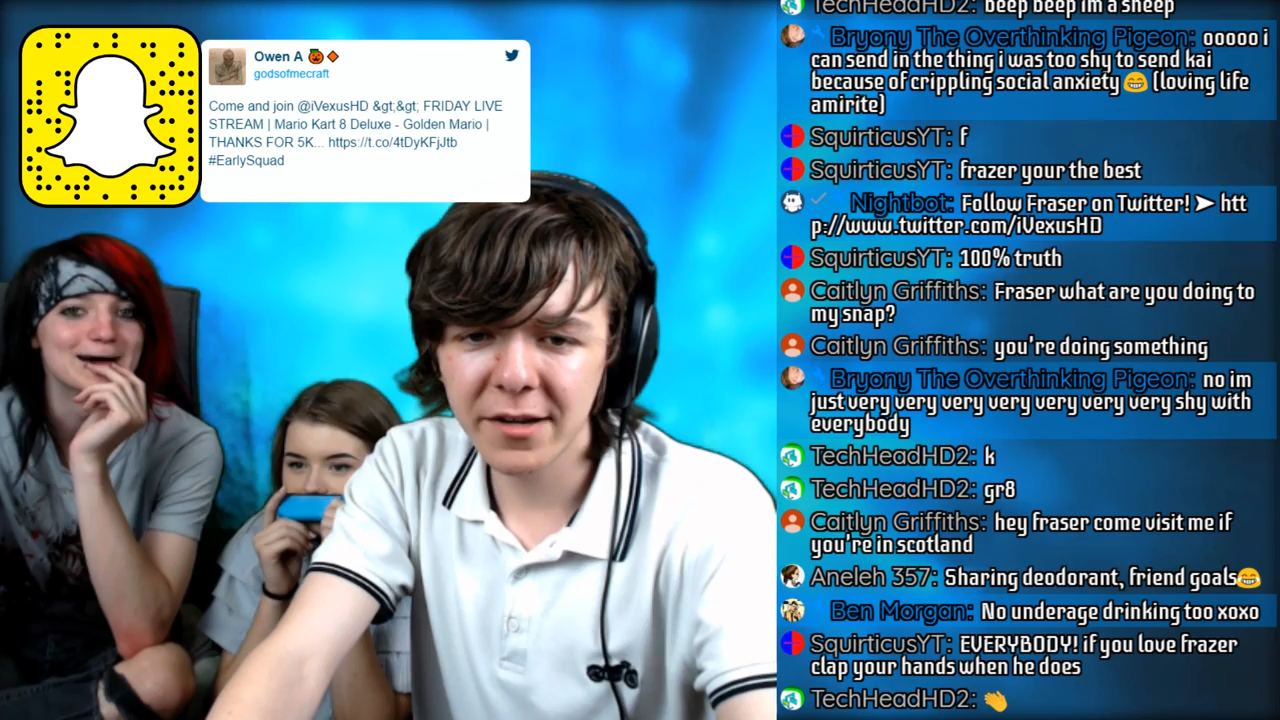 Owen A
godsofmecraft
Come and join @iVexusHD &gt;&gt; FRIDAY LIVE
STREAM | Mario Kart 8 Deluxe - Golden Mario |
THANKS FOR 5K... https://t.co/4tDyKFjJtb
#EarlySquad
TechHeadHD2: beep beep im a sheep
Bryony The Overthinking Pigeon: ooooo i
can send in the thing i was too shy to send kai
because of crippling social anxiety😁 (loving life
amirite)
SquirticusYT: f
SquirticusYT: frazer your the best
Nightbot: Follow Fraser on Twitter! ➤ htt
p://www.twitter.com/iVexusHD
SquirticusYT: 100% truth
Caitlyn Griffiths: Fraser what are you doing to
my snap?
Caitlyn Griffiths: you're doing something
Bryony The Overthinking Pigeon: no im
just very very very very very very very shy with
everybody
TechHeadHD2: k
TechHeadHD2: gr8
Caitlyn Griffiths: hey fraser come visit me if
you're in scotland
Aneleh 357: Sharing deodorant, friend goals😂
Ben Morgan: No underage drinking too xoxo
SquirticusYT: EVERYBODY! if you love frazer
clap your hands when he does
TechHeadHD2: 👏